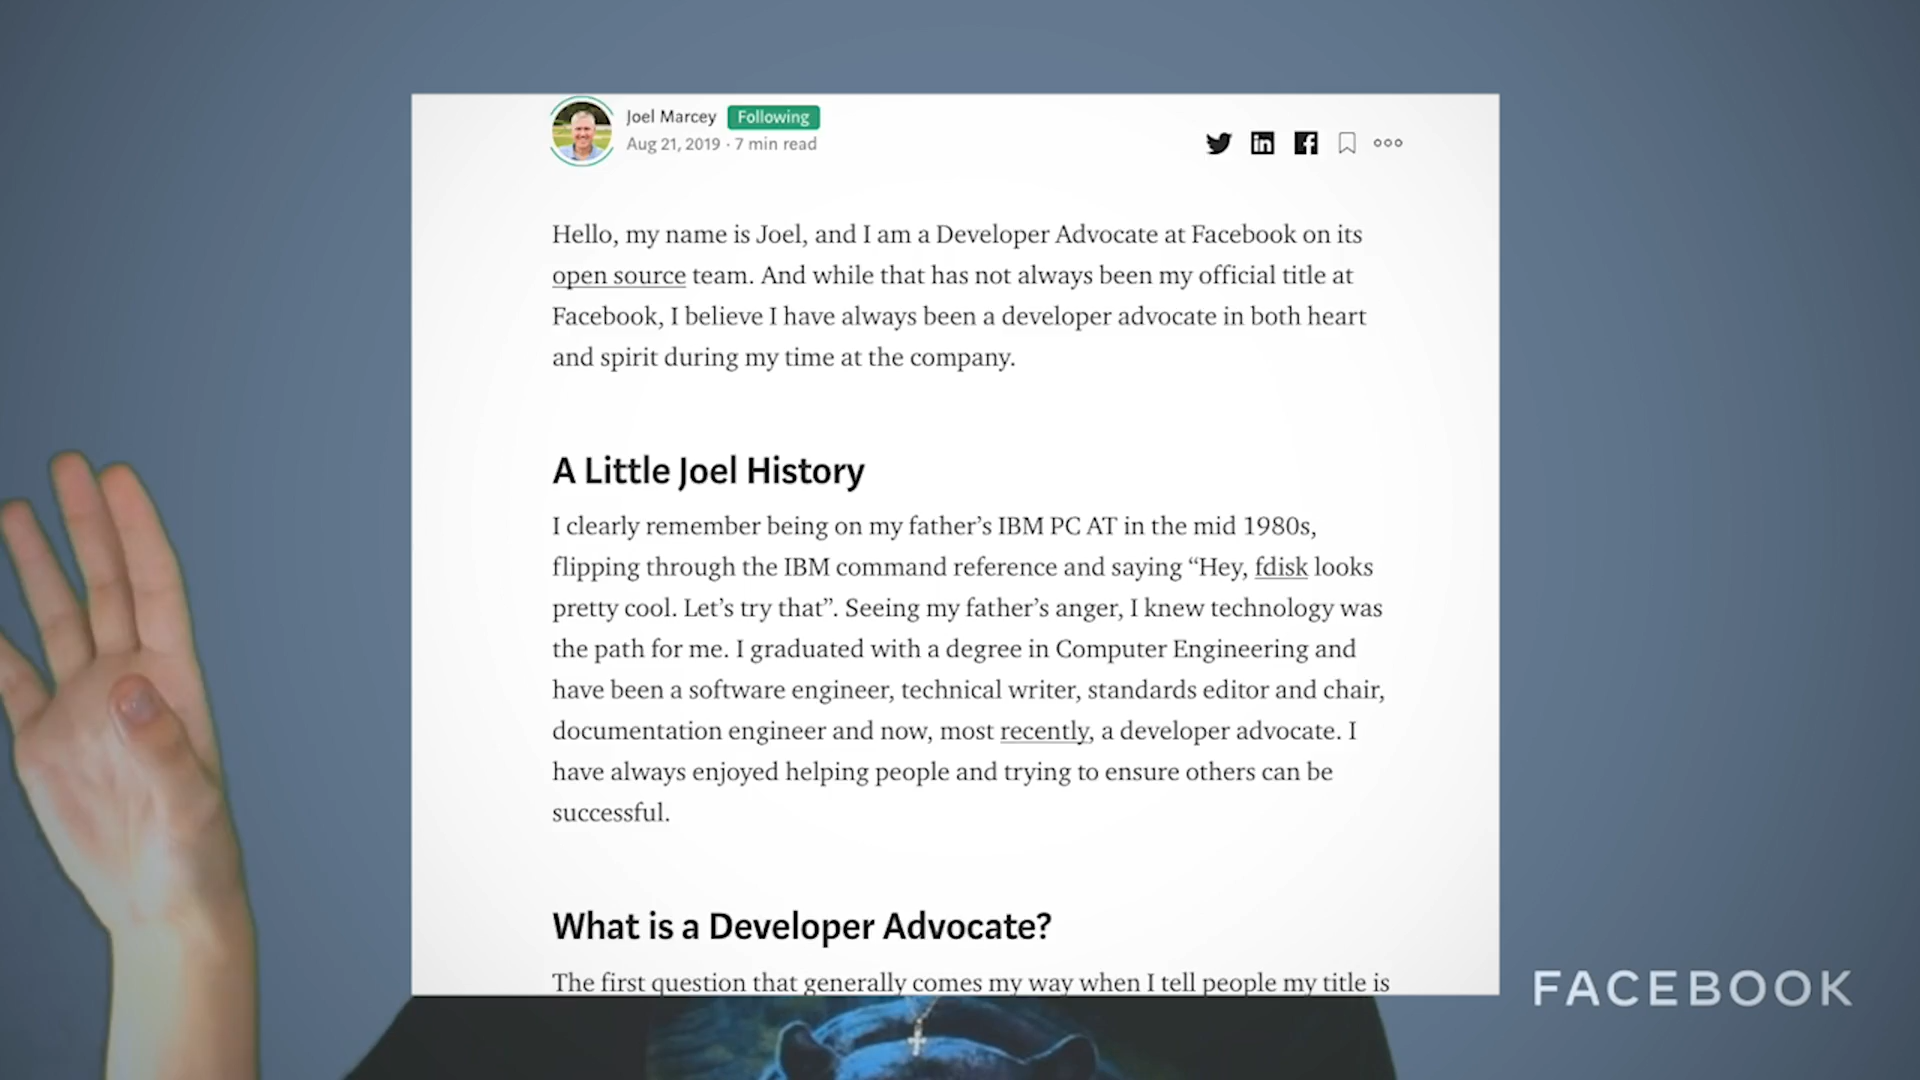 Joel Marcey Following
Aug 21, 2019 · 7 min read
Hello, my name is Joel, and I am a Developer Advocate at Facebook on its
open source team. And while that has not always been my official title at
Facebook, I believe I have always been a developer advocate in both heart
and spirit during my time at the company.
A Little Joel History
I clearly remember being on my father’s IBM PC AT in the mid 1980s,
flipping through the IBM command reference and saying “Hey, fdisk looks
pretty cool. Let’s try that”. Seeing my father’s anger, I knew technology was
the path for me. I graduated with a degree in Computer Engineering and
have been a software engineer, technical writer, standards editor and chair,
documentation engineer and now, most recently, a developer advocate. I
have always enjoyed helping people and trying to ensure others can be
successful.
What is a Developer Advocate?
The first question that generally comes my way when I tell people my title is
FACEBOOK